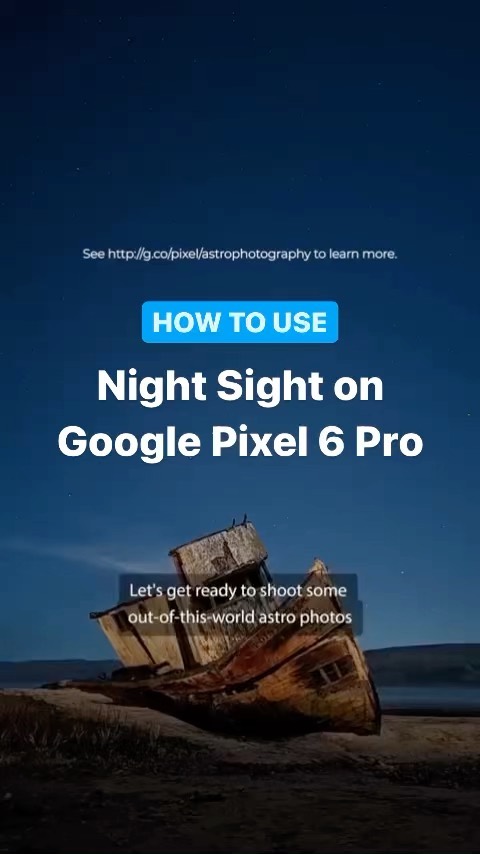 See http://g.co/pixel/astrophotography to learn more.
HOW TO USE
Night Sight on
Google Pixel 6 Pro
Let's get ready to shoot some
out-of-this-world astro photos